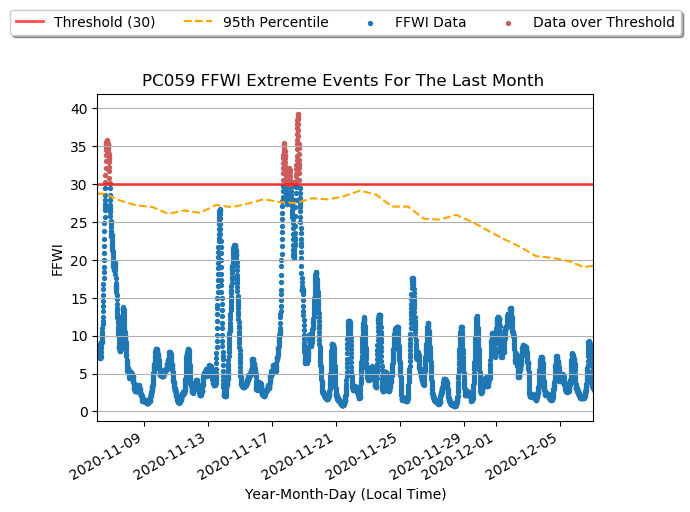 Threshold (30) 95th Percentile FFWI Data Data over Threshold
PC059 FFWI Extreme Events For The Last Month
40
35
30
25
20
15
10
5
0
FFWI
2020-11-09 2020-11-13 2020-11-17 2020-11-21 2020-11-25 2020-11-29 2020-12-01 2020-12-05
Year-Month-Day (Local Time)